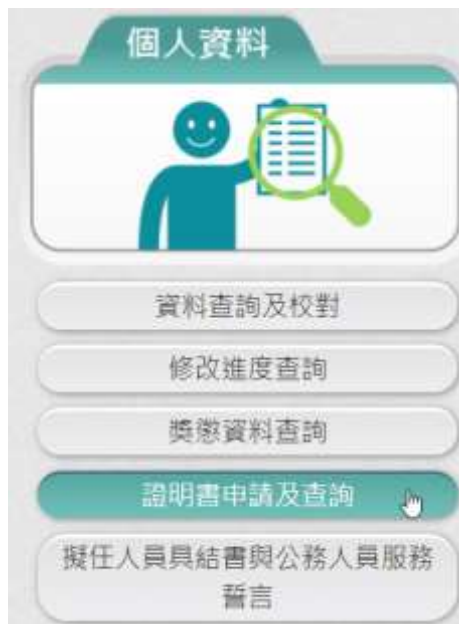 個人資料
資料查詢及校對
修改進度查詢
獎懲資料查詢
證明書申請及查詢
擬任人員具結書與公務人員服務
誓言